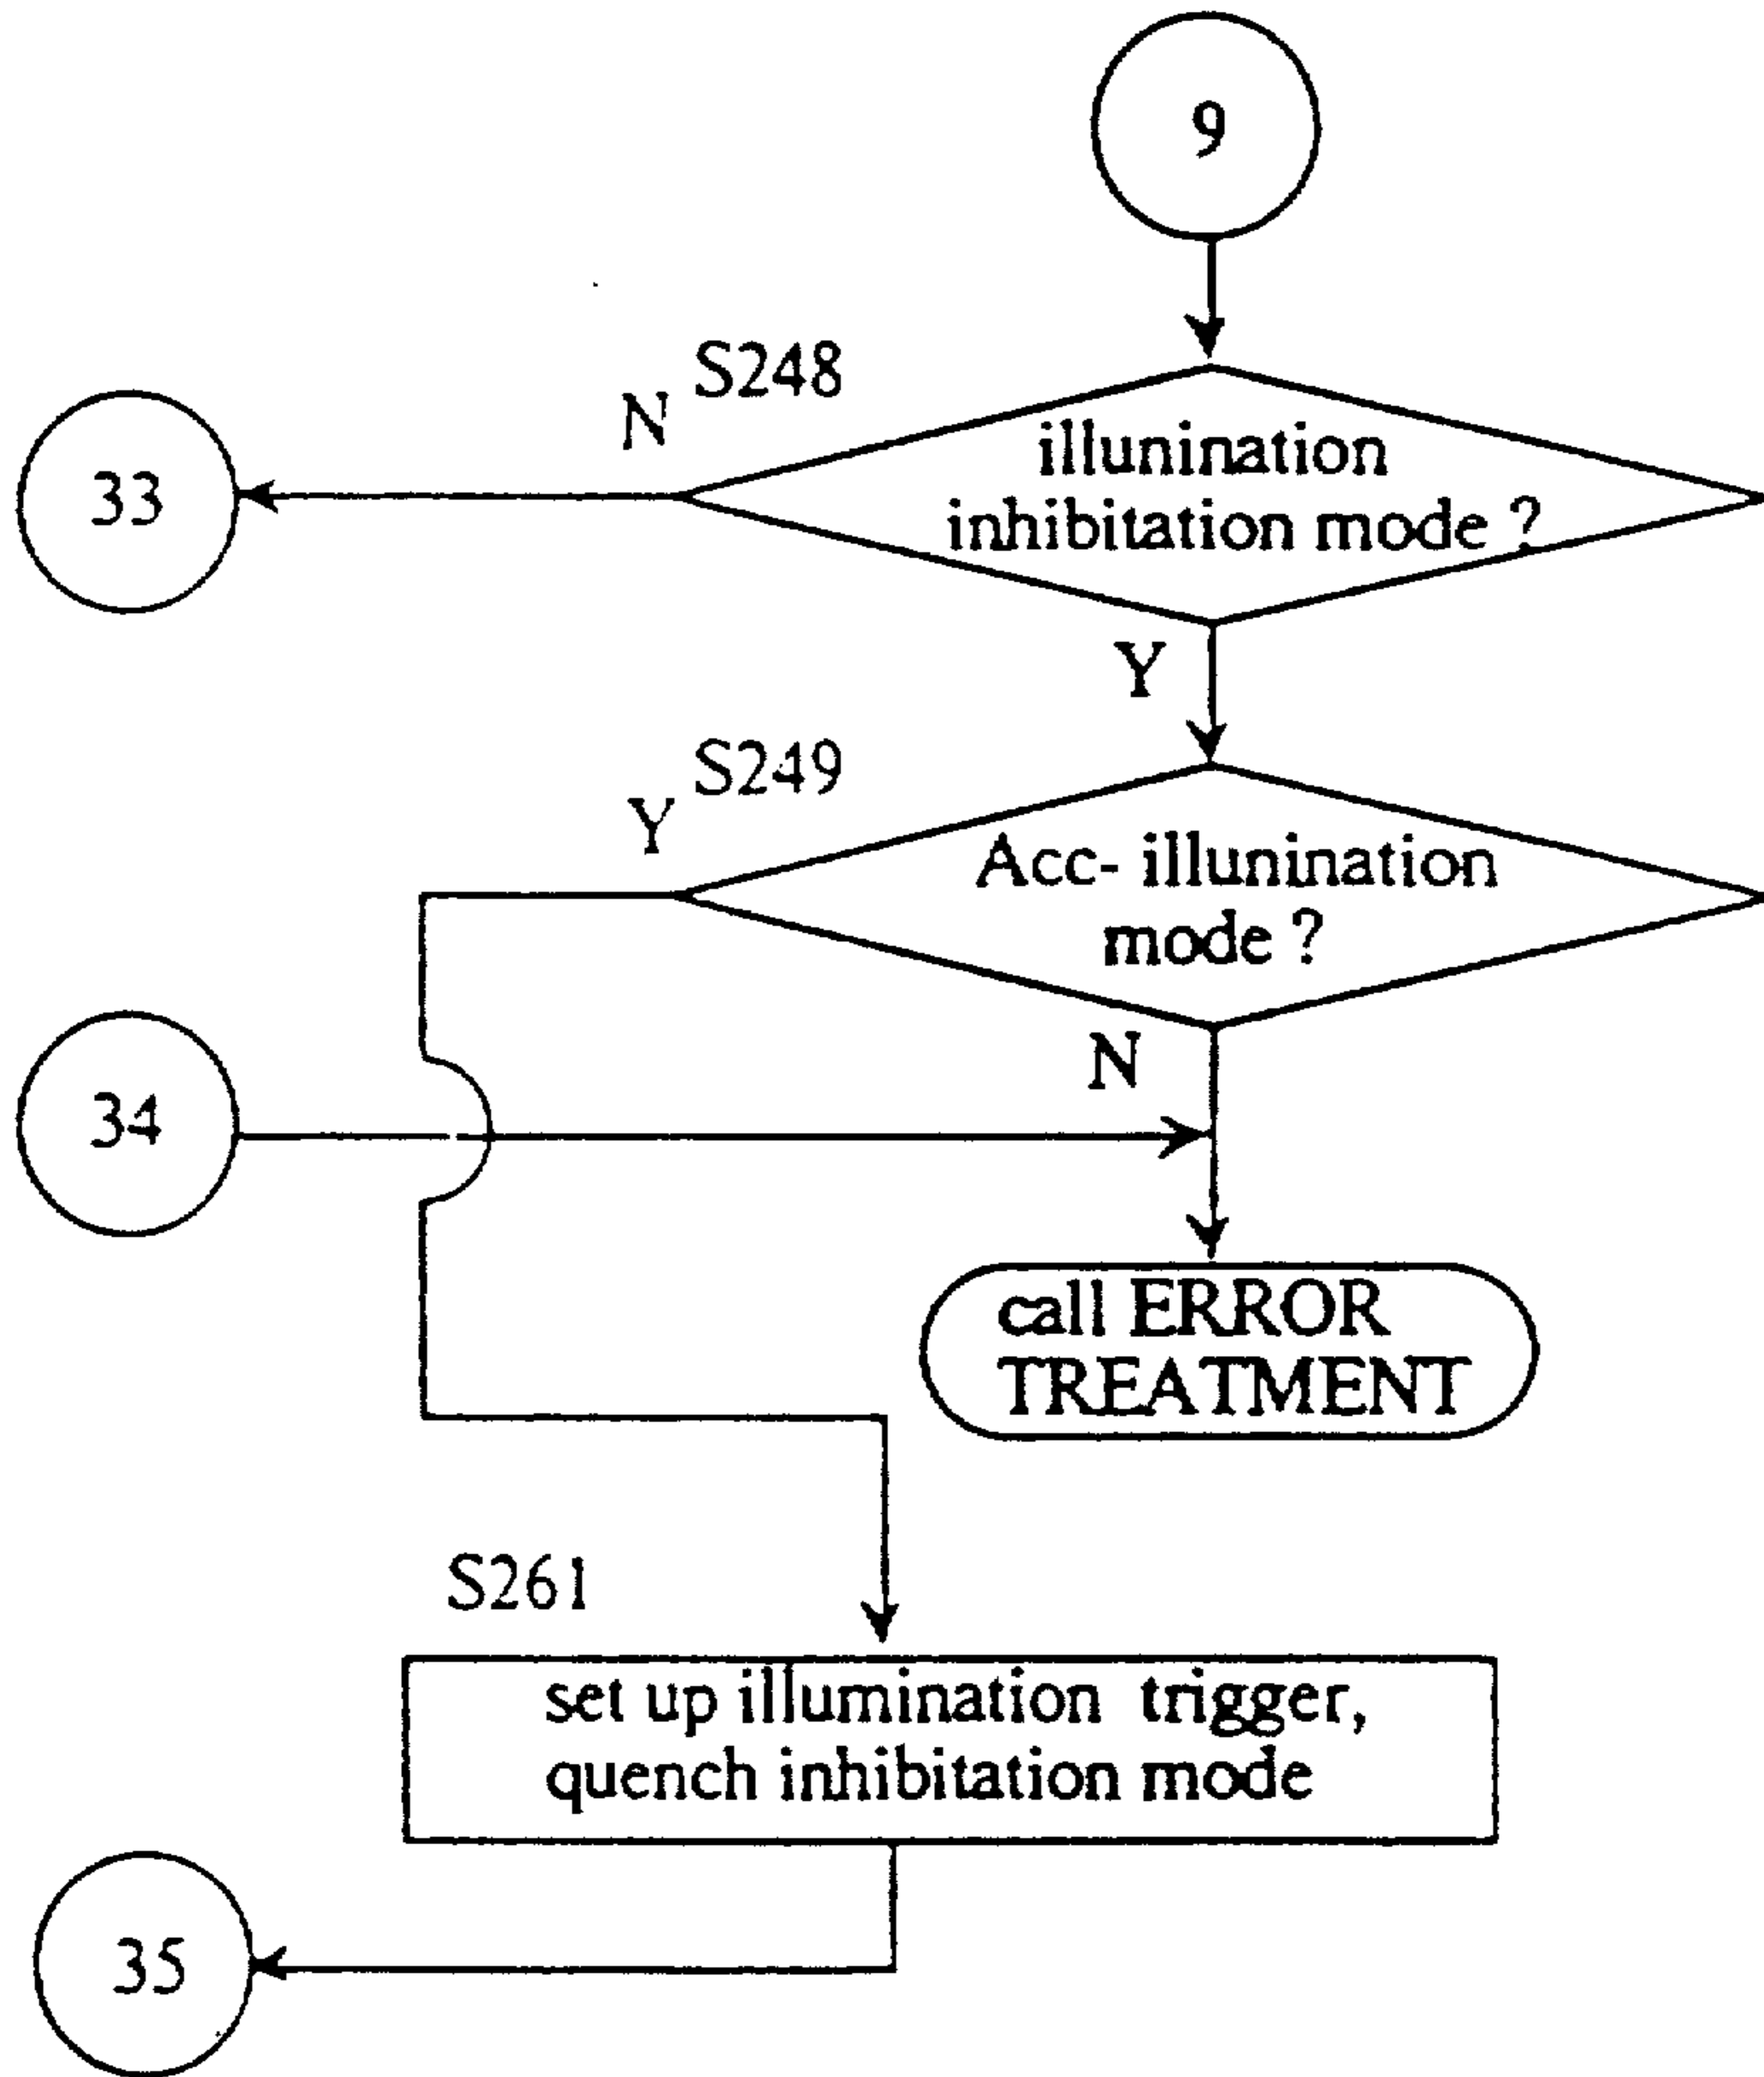 9
S248
N
illunination
inhibitation mode ?
33
Y
S249
Y
Acc- illunination
mode ?
N
34
call ERROR
TREATMENT
S261
set up illumination trigger,
quench inhibitation mode
35